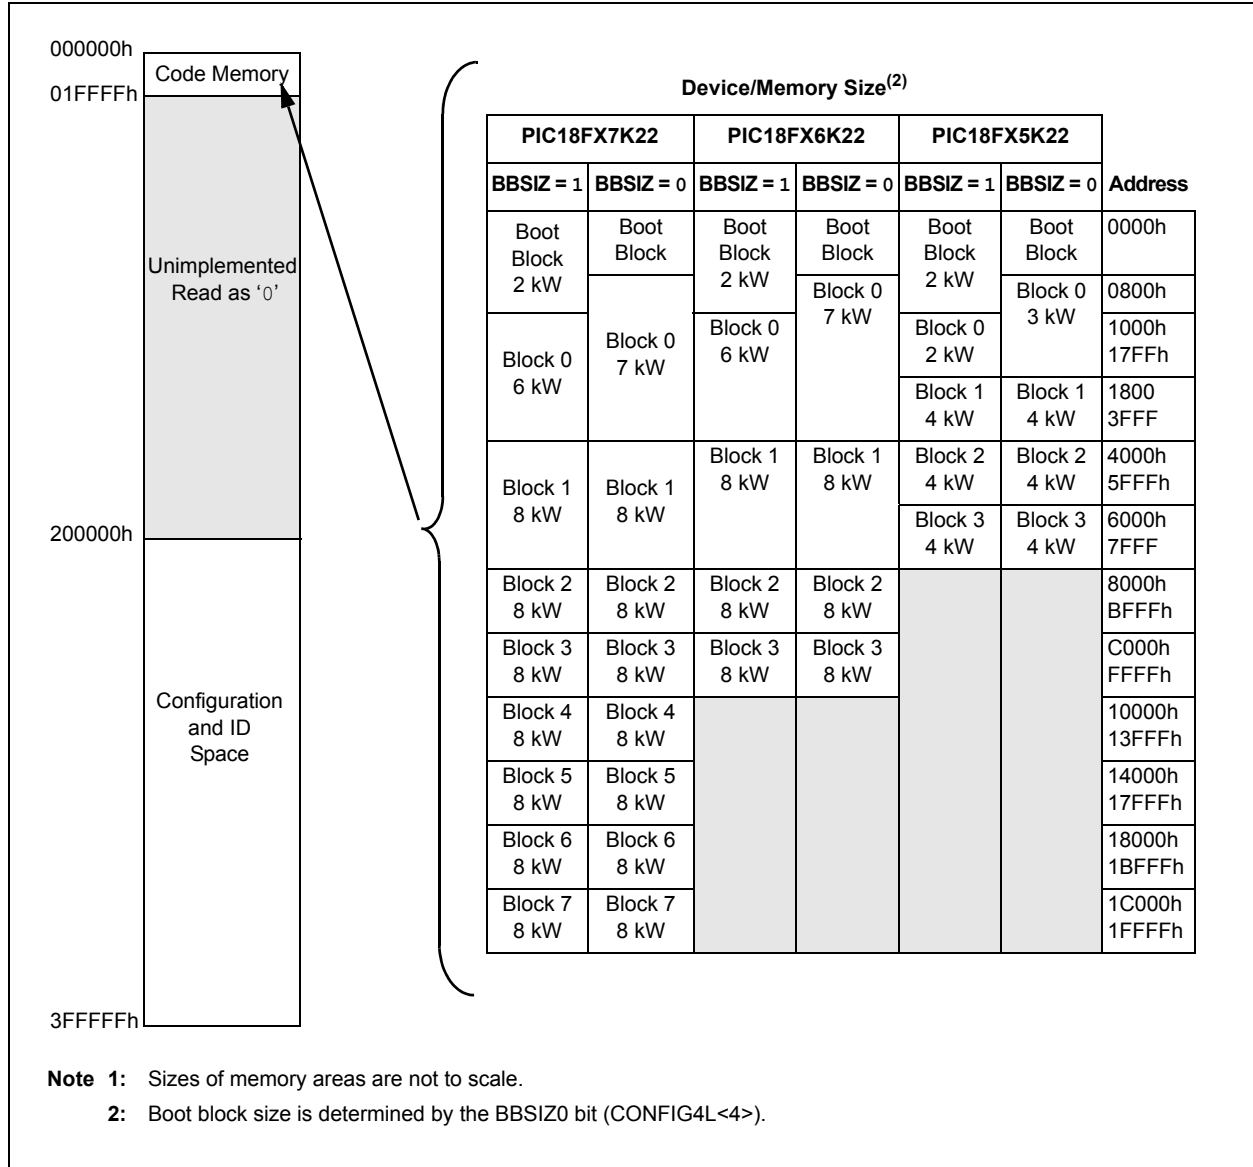 000000h
Code Memory
01FFFFh
Unimplemented
Read as ‘0’
200000h
Configuration
and ID
Space
3FFFFFh
Device/Memory Size(2)
PIC18FX7K22 PIC18FX6K22 PIC18FX5K22
BBSIZ = 1 BBSIZ = 0 BBSIZ = 1 BBSIZ = 0 BBSIZ = 1 BBSIZ = 0 Address
Boot Boot Boot Boot Boot Boot 0000h
Block Block Block Block Block Block
2 kW 2 kW Block 0 2 kW Block 0 0800h
7 kW 3 kW
Block 0 Block 0 Block 0 Block 0 1000h
6 kW 7 kW 6 kW 2 kW 17FFh
Block 1 Block 1 1800
4 kW 4 kW 3FFF
Block 1 Block 1 Block 1 Block 1 Block 2 Block 2 4000h
8 kW 8 kW 8 kW 8 kW 4 kW 4 kW 5FFFh
Block 3 Block 3 6000h
4 kW 4 kW 7FFF
Block 2 Block 2 Block 2 Block 2 8000h
8 kW 8 kW 8 kW 8 kW BFFFh
Block 3 Block 3 Block 3 Block 3 C000h
8 kW 8 kW 8 kW 8 kW FFFFh
Block 4 Block 4 10000h
8 kW 8 kW 13FFFh
Block 5 Block 5 14000h
8 kW 8 kW 17FFFh
Block 6 Block 6 18000h
8 kW 8 kW 1BFFFh
Block 7 Block 7 1C000h
8 kW 8 kW 1FFFFh
Note 1: Sizes of memory areas are not to scale.
2: Boot block size is determined by the BBSIZ0 bit (CONFIG4L<4>).